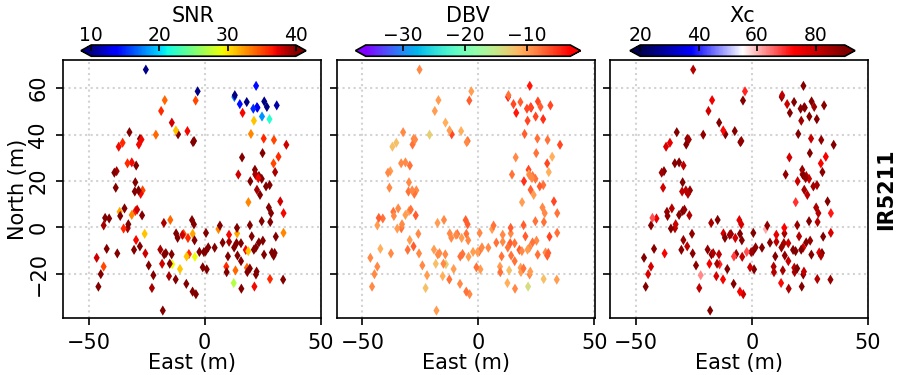 SNR DBV Xc
10 20 30 40 −30 −20 −10 20 40 60 80
60
40
20
0
−20
North (m)
IR5211
−50 0 50 −50 0 50 −50 0 50
East (m) East (m) East (m)